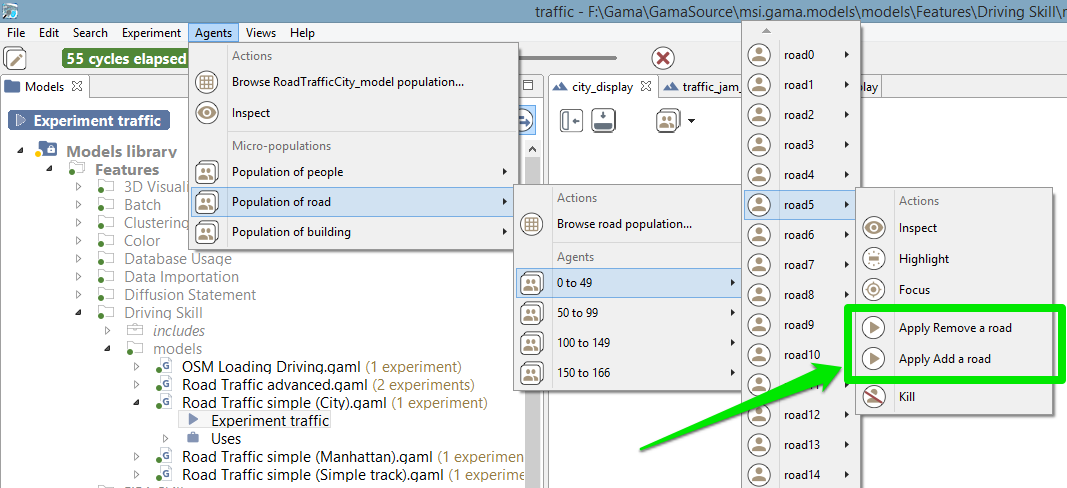 traffic - F:\Gama\GamaSource\msi.gama.models\models\Features\Driving Skill\
File Edit Search Experiment Agents Views Help
55 cycles elapsed
Models
Experiment traffic
Models library
Features
3D Visuali
Batch
Clustering
Color
Database Usage
Data Importation
Diffusion Statement
Driving Skill
includes
models
OSM Loading Driving.gaml (1 experiment)
Road Traffic advanced.gaml (2 experiments)
Road Traffic simple (City).gaml (1 experiment)
Experiment traffic
Uses
Road Traffic simple (Manhattan).gaml (1 experime
Road Traffic simple (Simple track).gaml (1 experim
Actions
Browse RoadTrafficCity_model population...
Inspect
Micro-populations
Population of people
Population of road
Population of building
city_display
traffic_jam_
play
Actions
Browse road population...
Agents
0 to 49
50 to 99
100 to 149
150 to 166
road0
road1
road2
road3
road4
road5
road6
road7
road8
road9
road10
road12
road13
road14
Actions
Inspect
Highlight
Focus
Apply Remove a road
Apply Add a road
Kill